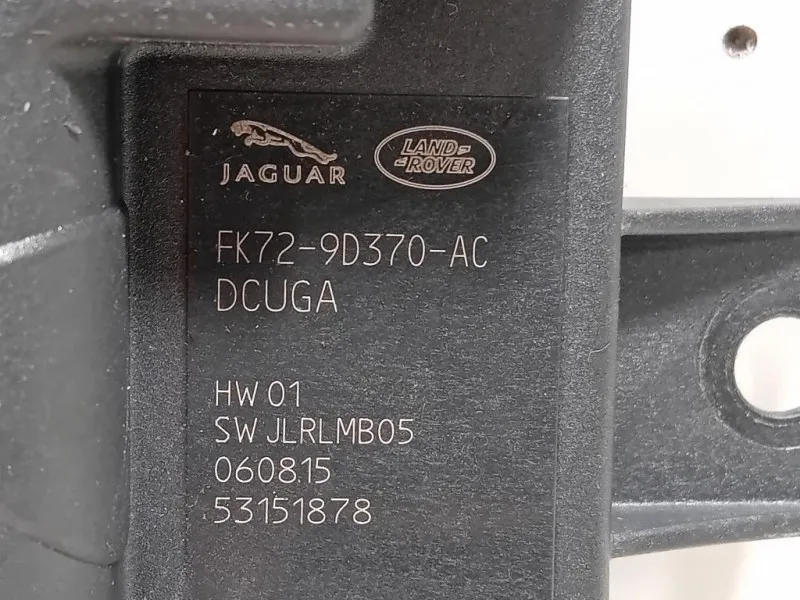 JAGUAR
LAND-
-ROVER
FK72-9D370-AC
DCUGA
HW 01
SW JLRLMB05
060815
53151878